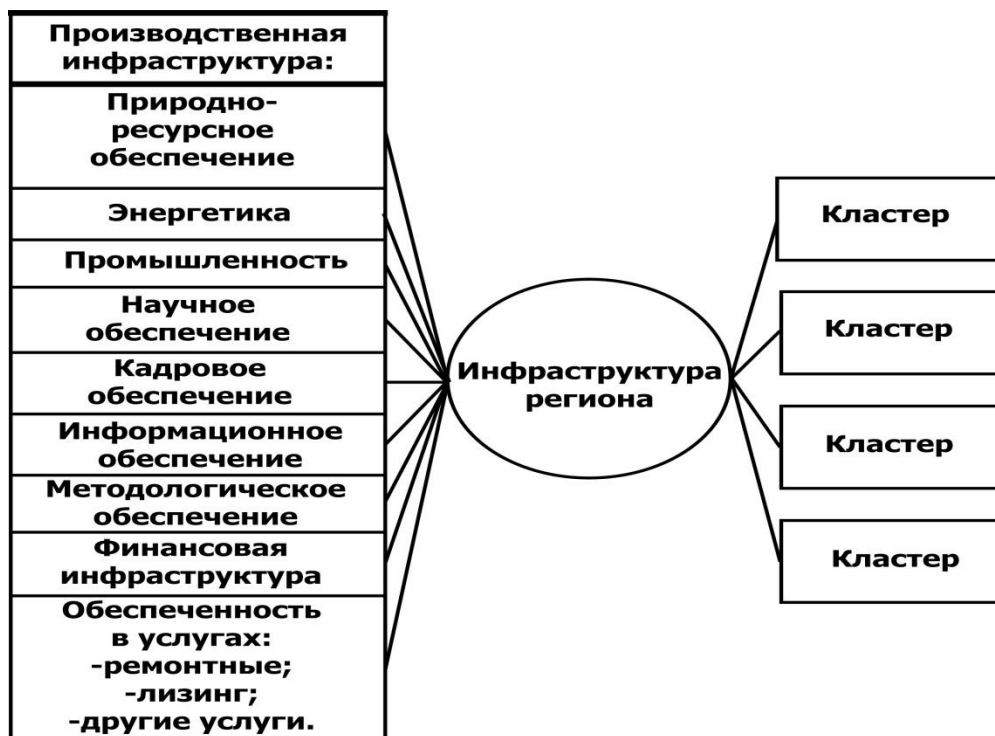 Производственная
инфраструктура:
Природно-
ресурсное
обеспечение
Энергетика
Промышленность
Научное
обеспечение
Кадровое
обеспечение
Информационное
обеспечение
Методологическое
обеспечение
Финансовая
инфраструктура
Обеспеченность
в услугах:
-ремонтные;
-лизинг;
-другие услуги.
Инфраструктура
региона
Кластер
Кластер
Кластер
Кластер